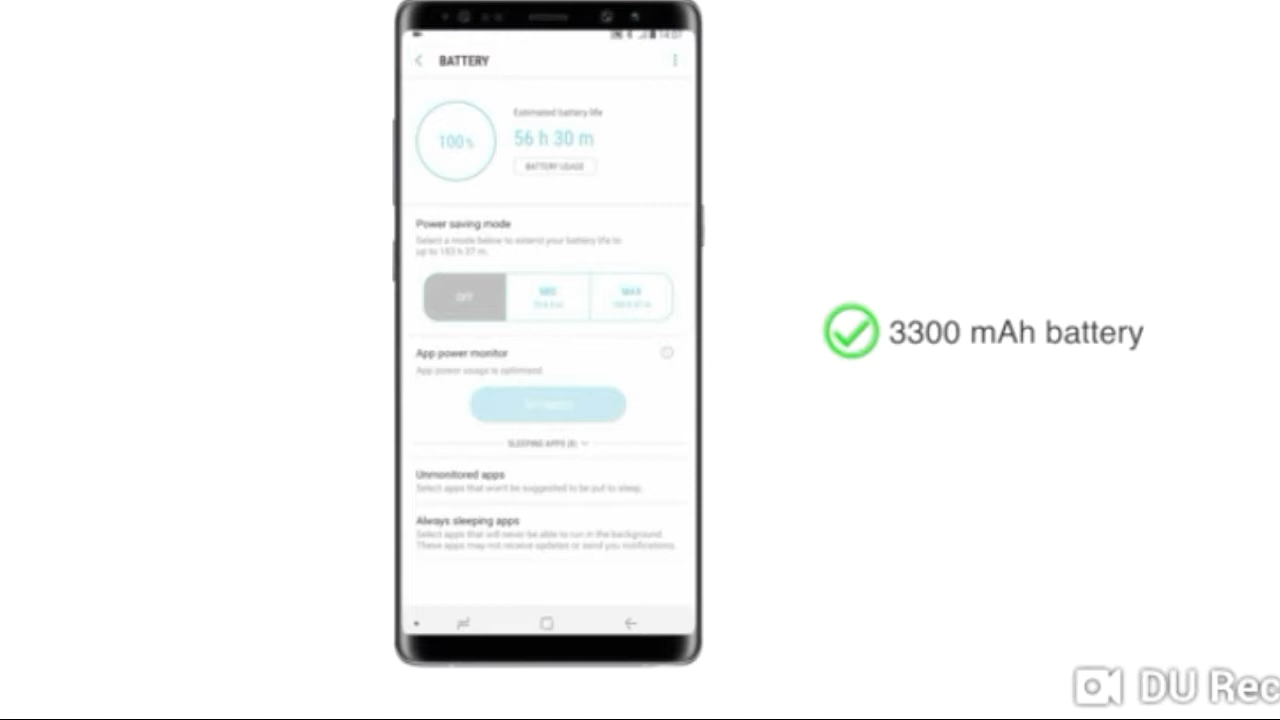 14:07
BATTERY
100%
Estimated battery life
56 h 30 m
BATTERY USAGE
Power saving mode
Select a mode below to extend your battery life to
up to h 37 m.
OFF
MID
MAX
App power monitor
App power usage is optimised.
SLEEPING APPS
Unmonitored apps
Select apps that won't be suggested to be put to sleep.
Always sleeping apps
Select apps that will never be able to run in the background.
These apps may not receive updates or send you notifications.
3300 mAh battery
DU Rec